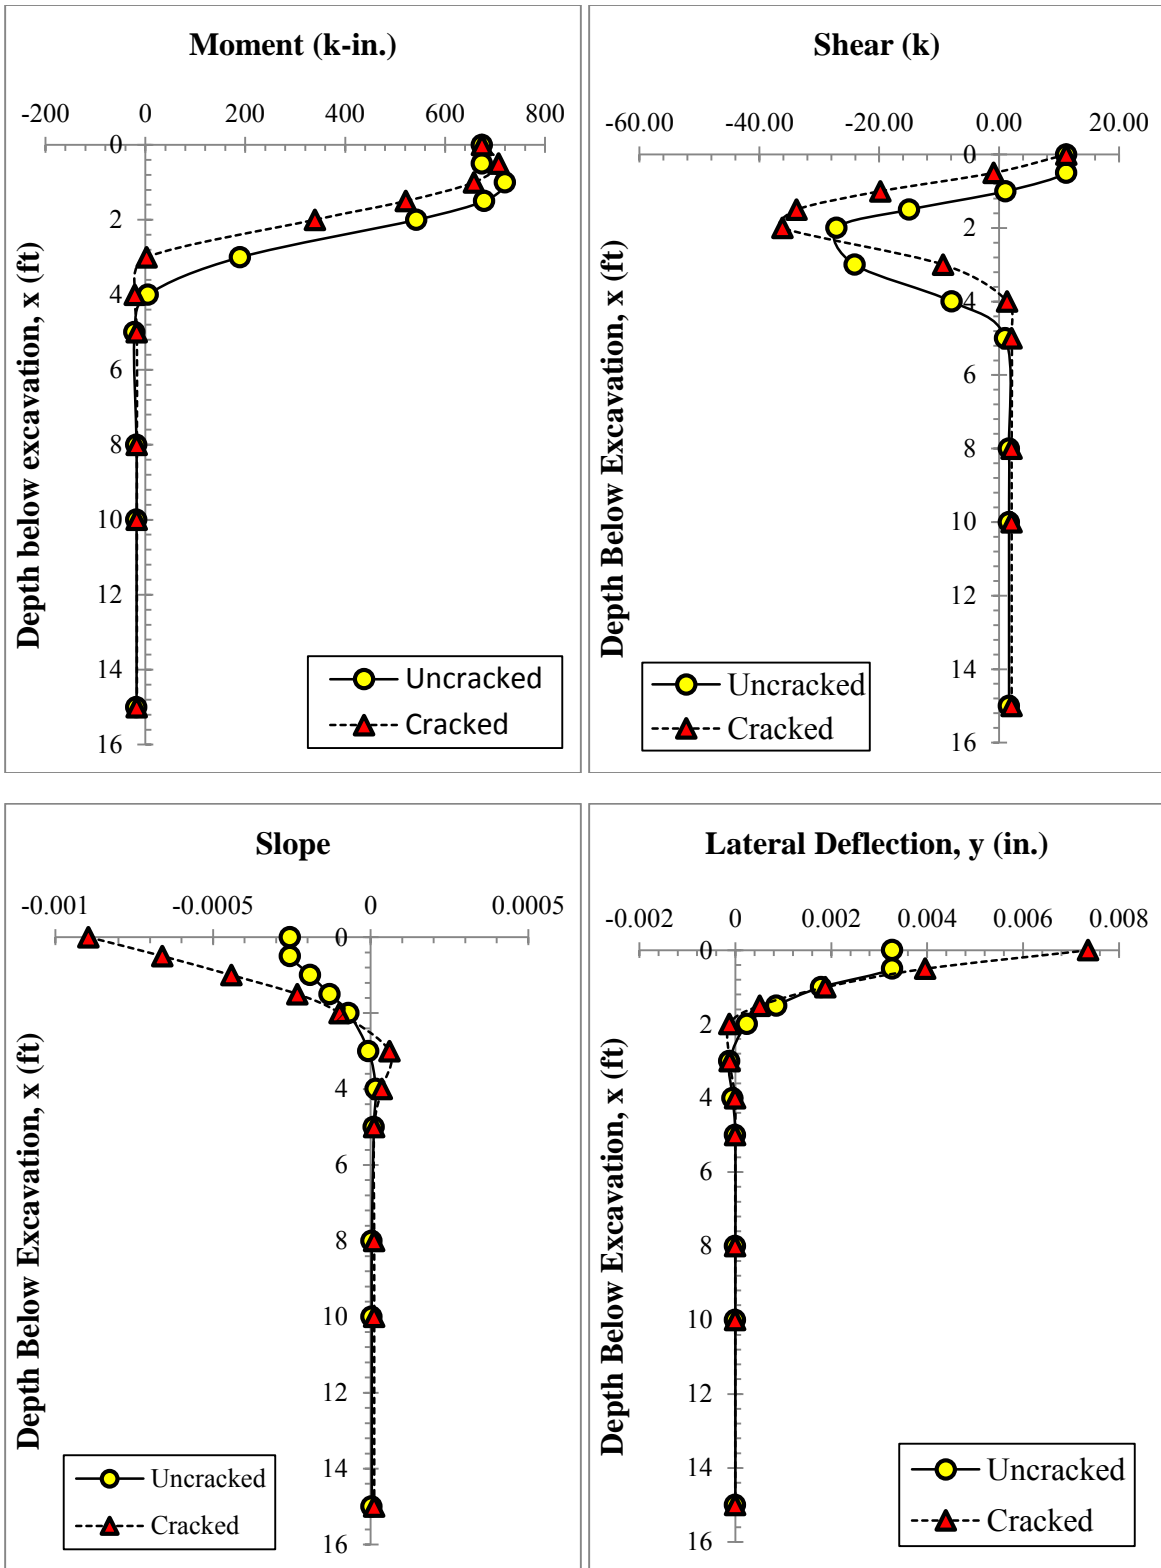 Moment (k-in.)
-200 0 200 400 600 800
0
2
4
6
8
10
12
14
16
Depth below excavation, x (ft)
Uncracked
Cracked
Shear (k)
-60.00 -40.00 -20.00 0.00 20.00
0
2
4
6
8
10
12
14
16
Depth Below Excavation, x (ft)
Uncracked
Cracked
Slope
-0.001 -0.0005 0 0.0005
0
2
4
6
8
10
12
14
16
Depth Below Excavation, x (ft)
Uncracked
Cracked
Lateral Deflection, y (in.)
-0.002 0 0.002 0.004 0.006 0.008
0
2
4
6
8
10
12
14
16
Depth Below Excavation, x (ft)
Uncracked
Cracked